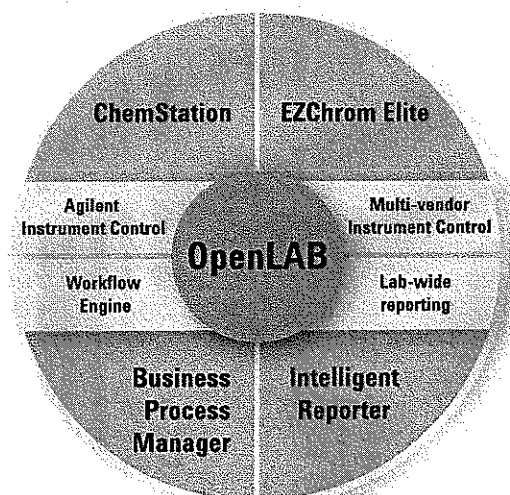 ChemStation
EZChrom Elite
Agilent
Instrument Control
Multi-vendor
Instrument Control
OpenLAB
Workflow
Engine
Lab-wide
reporting
Business
Process
Manager
Intelligent
Reporter